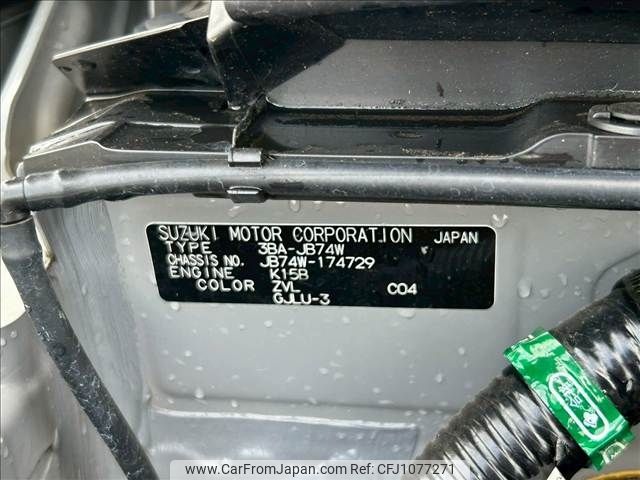 SUZUKI MOTOR CORPORATION JAPAN
TYPE 3BA-JB74W
CHASSIS NO. JB74W-174729
ENGINE K15B
COLOR ZVL C04
GJLU-3
www.CarFromJapan.com | Ref No. CFJ1077271